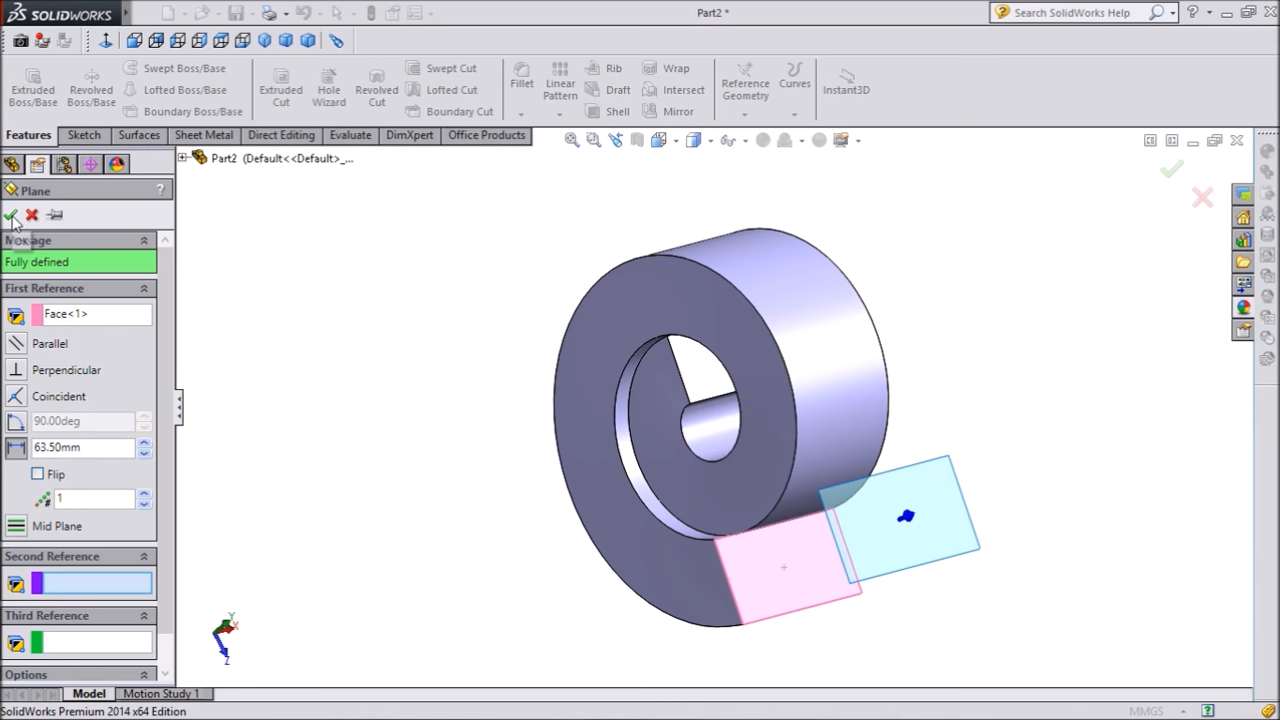 SOLIDWORKS
Part2 *
Search SolidWorks Help
Extruded Boss/Base
Revolved Boss/Base
Swept Boss/Base
Lofted Boss/Base
Boundary Boss/Base
Extruded Cut
Hole Wizard
Revolved Cut
Swept Cut
Lofted Cut
Boundary Cut
Fillet
Linear Pattern
Rib
Draft
Shell
Wrap
Intersect
Mirror
Reference Geometry
Curves
Instant3D
Features
Sketch
Surfaces
Sheet Metal
Direct Editing
Evaluate
DimXpert
Office Products
Part2 (Default<<Default>_...
Plane
?
Fully defined
First Reference
Face<1>
Parallel
Perpendicular
Coincident
90.00deg
63.50mm
Flip
1
Mid Plane
Second Reference
Third Reference
Options
Y
X
Z
Model
Motion Study 1
SolidWorks Premium 2014 x64 Edition
MMGS